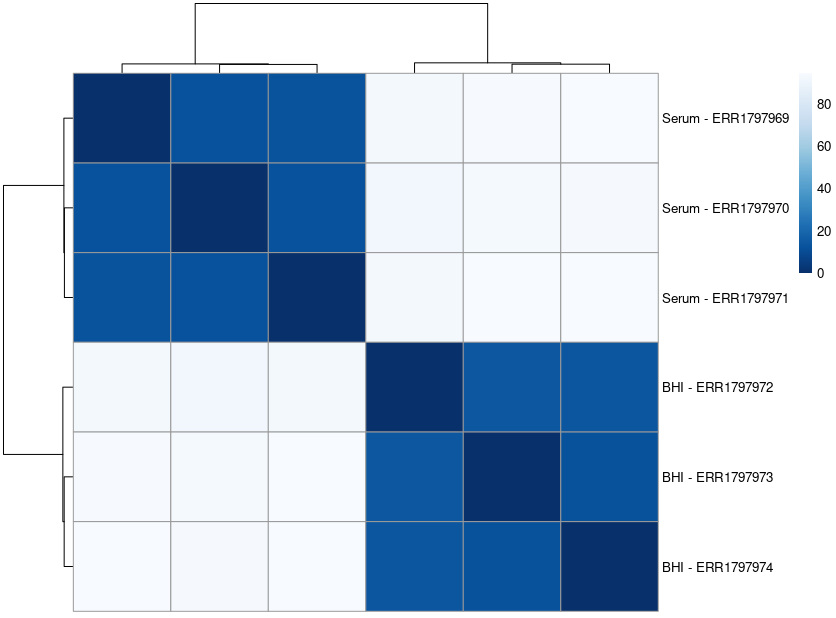 80
Serum - ERR1797969
60
40
Serum - ERR1797970
20
0
Serum - ERR1797971
BHI - ERR1797972
BHI - ERR1797973
BHI - ERR1797974